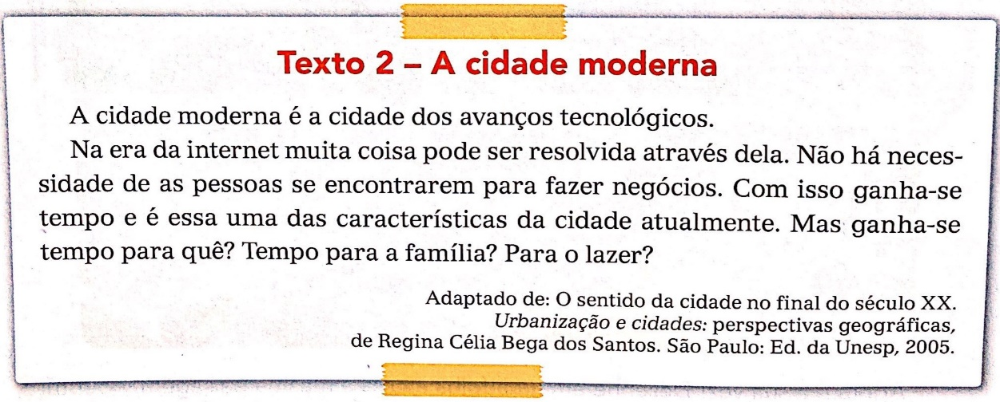 Texto 2 – A cidade moderna
A cidade moderna é a cidade dos avanços tecnológicos.
Na era da internet muita coisa pode ser resolvida através dela. Não há neces-
sidade de as pessoas se encontrarem para fazer negócios. Com isso ganha-se
tempo e é essa uma das características da cidade atualmente. Mas ganha-se
tempo para quê? Tempo para a família? Para o lazer?
Adaptado de: O sentido da cidade no final do século XX.
Urbanização e cidades: perspectivas geográficas,
de Regina Célia Bega dos Santos. São Paulo: Ed. da Unesp, 2005.